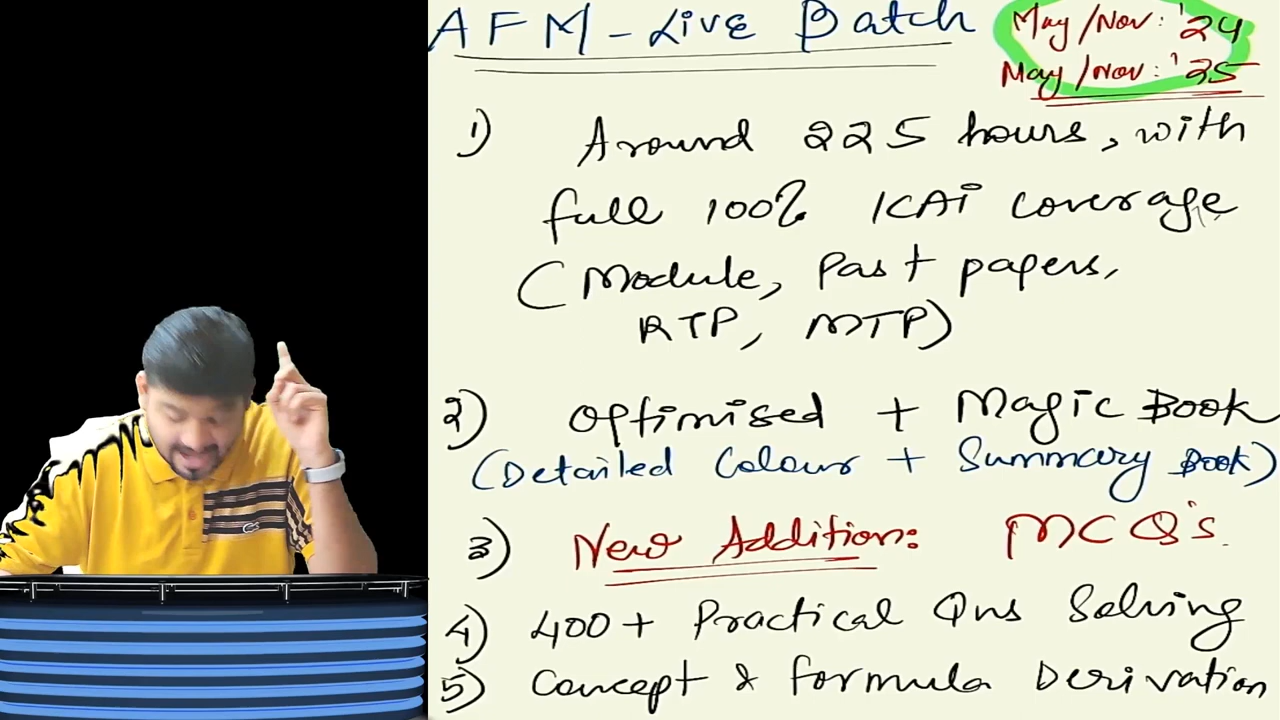 AFM - Live Batch
May/Nov: '24
May/Nov: '25
1) Around 225 hours, with
full 100% ICAI coverage
(Module, Past papers,
RTP, MTP)
2) Optimised + Magic Book
(Detailed Colour + Summary Book)
3) New Addition: MCQ's.
4) 400+ Practical Qns Solving
5) Concept & formula Derivation